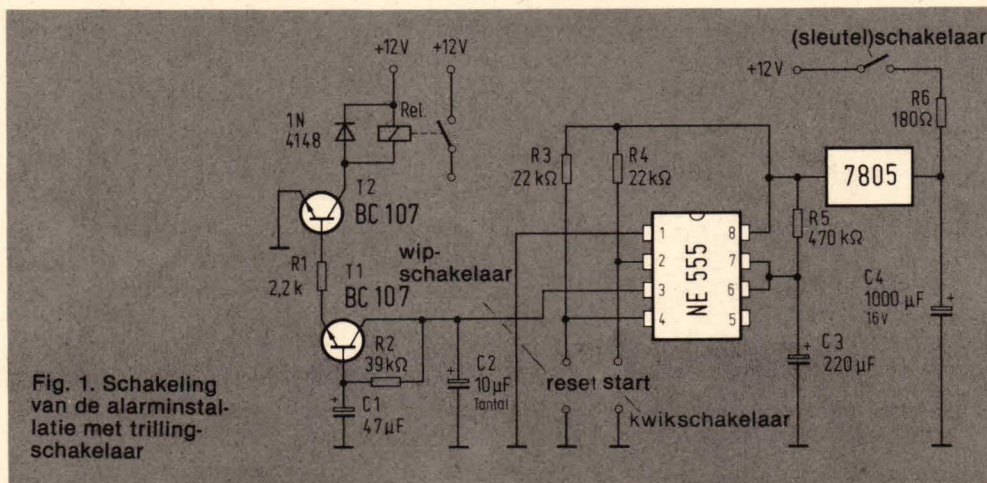 (sleutel)schakelaar
+12V +12V
+12V
R6
180Ω
1N
4148
Rel.
R3
22kΩ
R4
22kΩ
7805
T2
BC 107
R5
470 kΩ
1 8
2 7
3 6
4 5
NE 555
wip-
schakelaar
R1
2,2 k
T1
BC 107
C4
1000 µF
16V
R2
39kΩ
C2
10µF
Tantal
C3
220µF
reset start
kwikschakelaar
C1
47µF
Fig. 1. Schakeling
van de alarminstal-
latie met trilling-
schakelaar